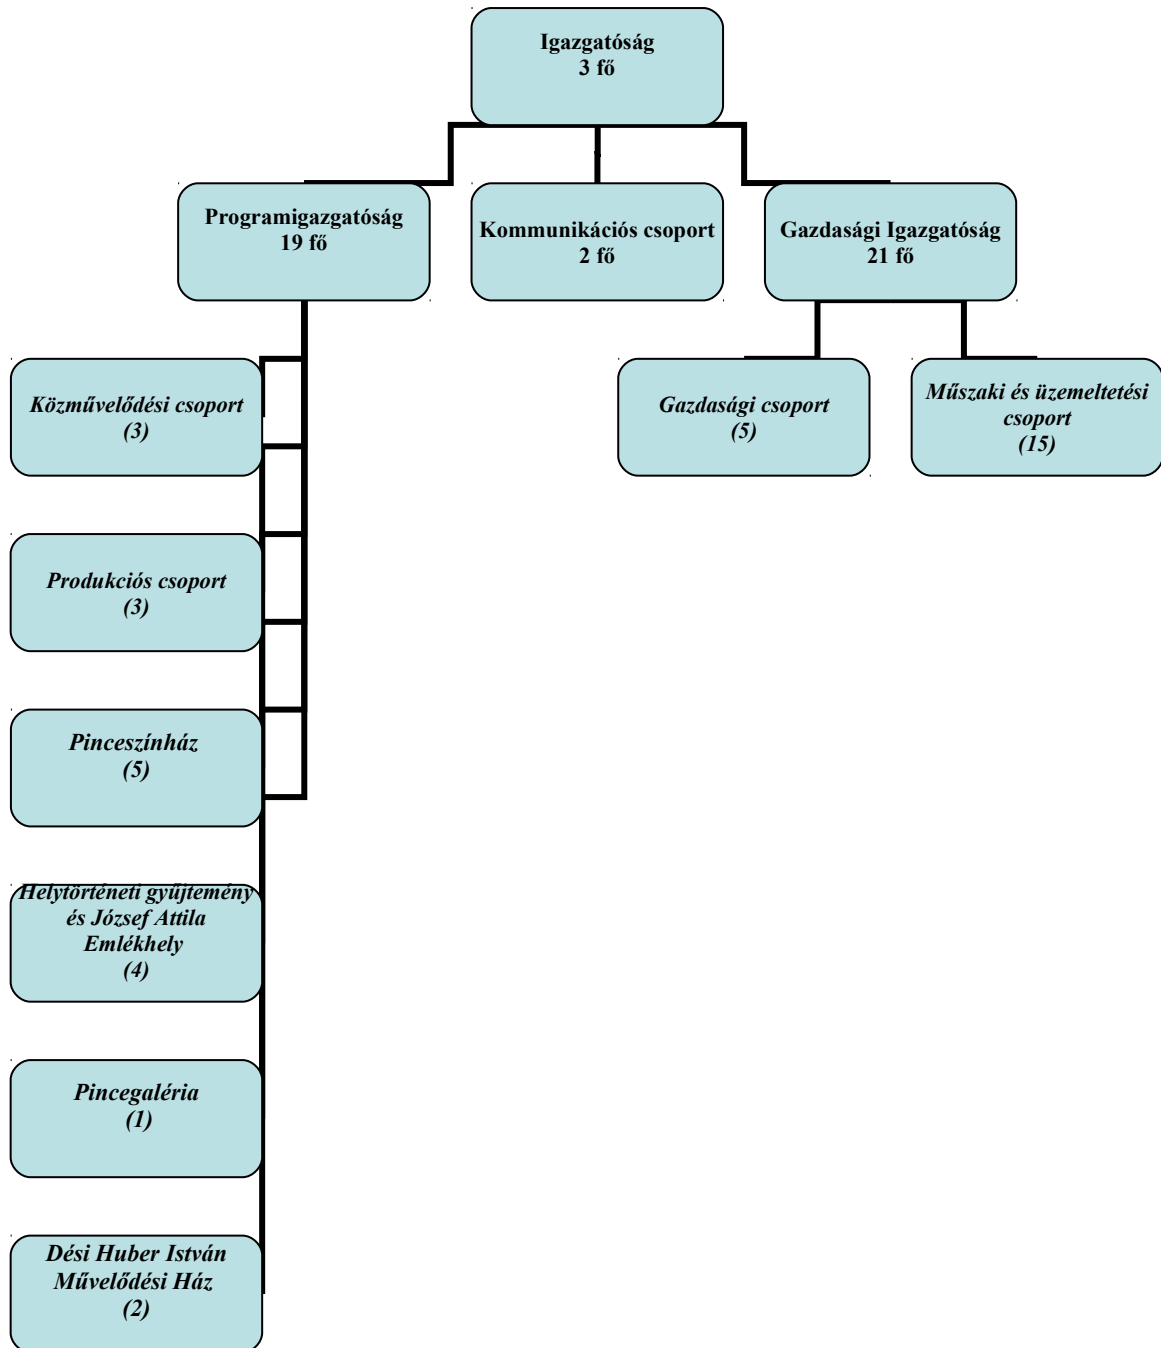 Igazgatóság
3 fő
Programigazgatóság
19 fő
Kommunikációs csoport
2 fő
Gazdasági Igazgatóság
21 fő
Közművelődési csoport
(3)
Gazdasági csoport
(5)
Műszaki és üzemeltetési
csoport
(15)
Produkciós csoport
(3)
Pinceszínház
(5)
Helytörténeti gyűjtemény
és József Attila
Emlékhely
(4)
Pincegaléria
(1)
Dési Huber István
Művelődési Ház
(2)